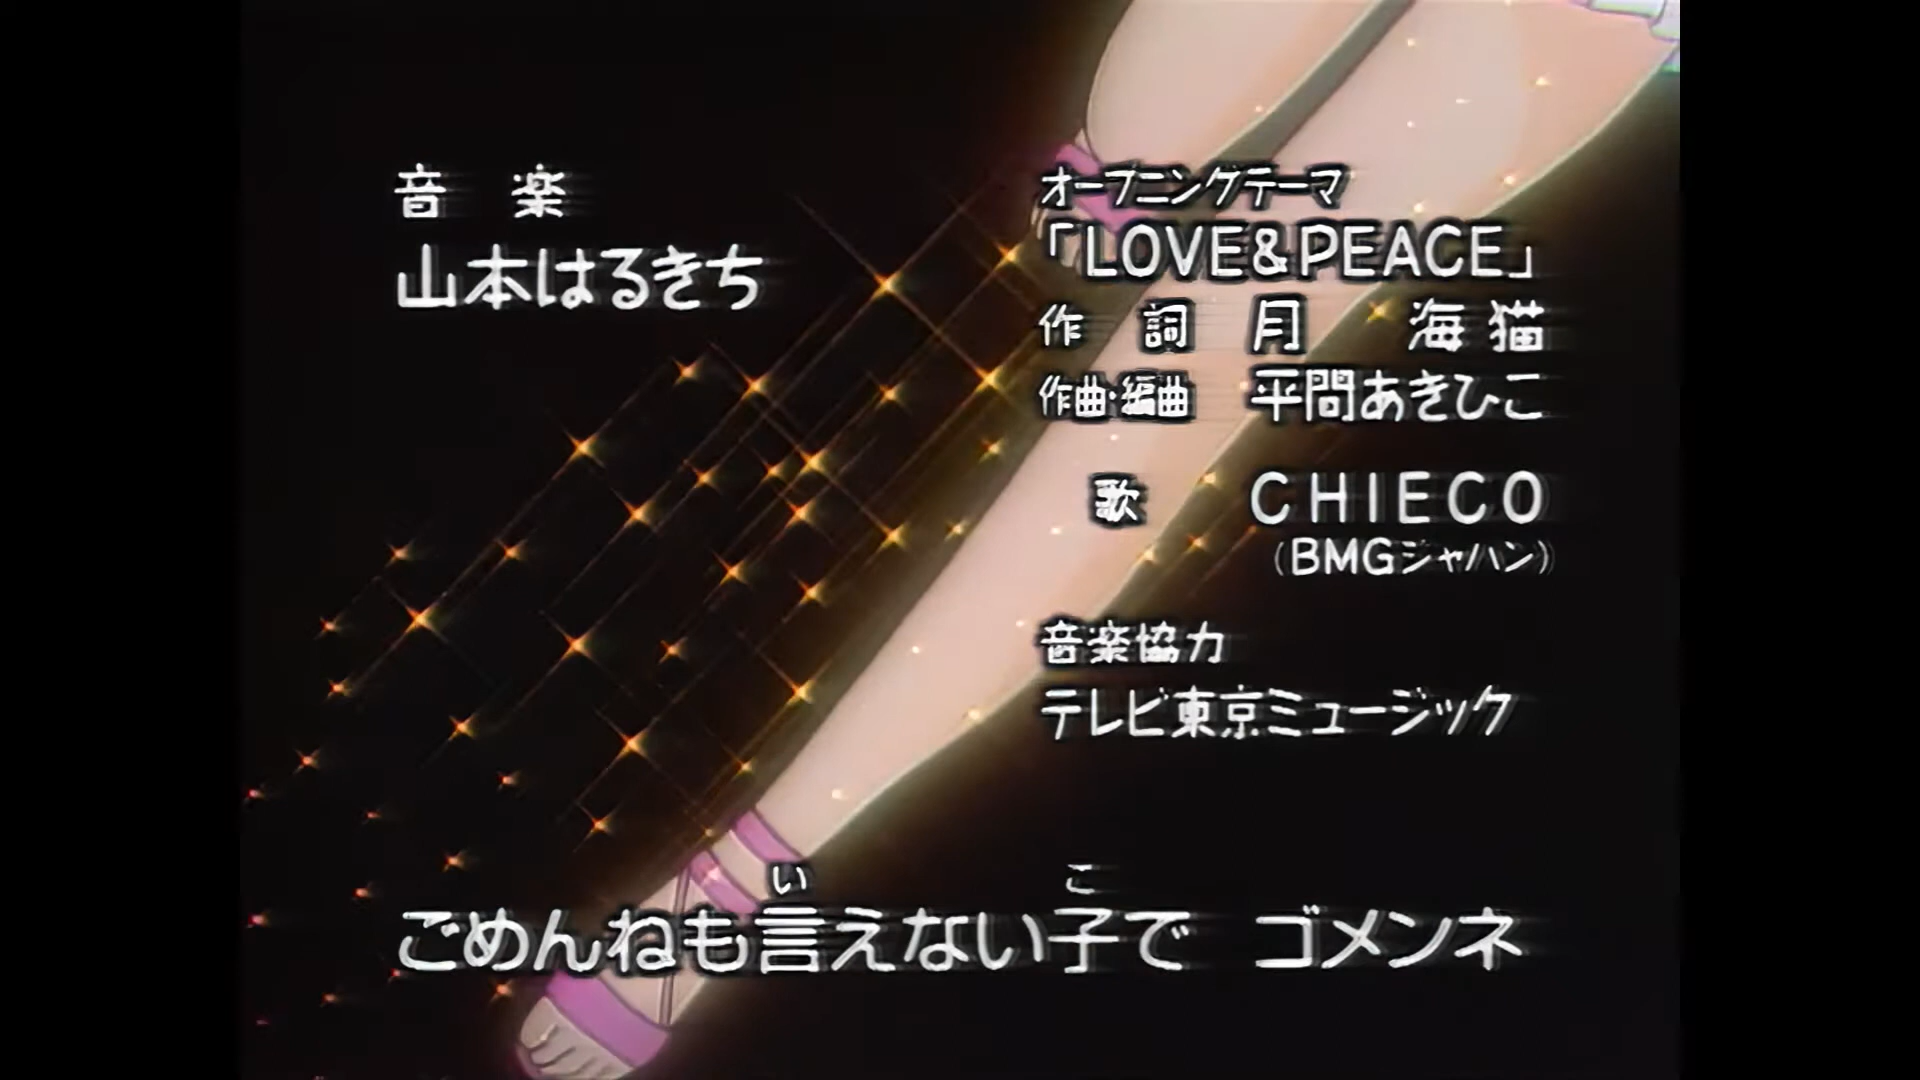 音 楽
山本はるきち
オープニングテーマ
「LOVE&PEACE」
作 詞 月 海猫
作曲・編曲 平間あきひこ
歌 CHIECO
(BMGジャパン)
音楽協力
テレビ東京ミュージック
い こ
ごめんねも言えない子で ゴメンネ